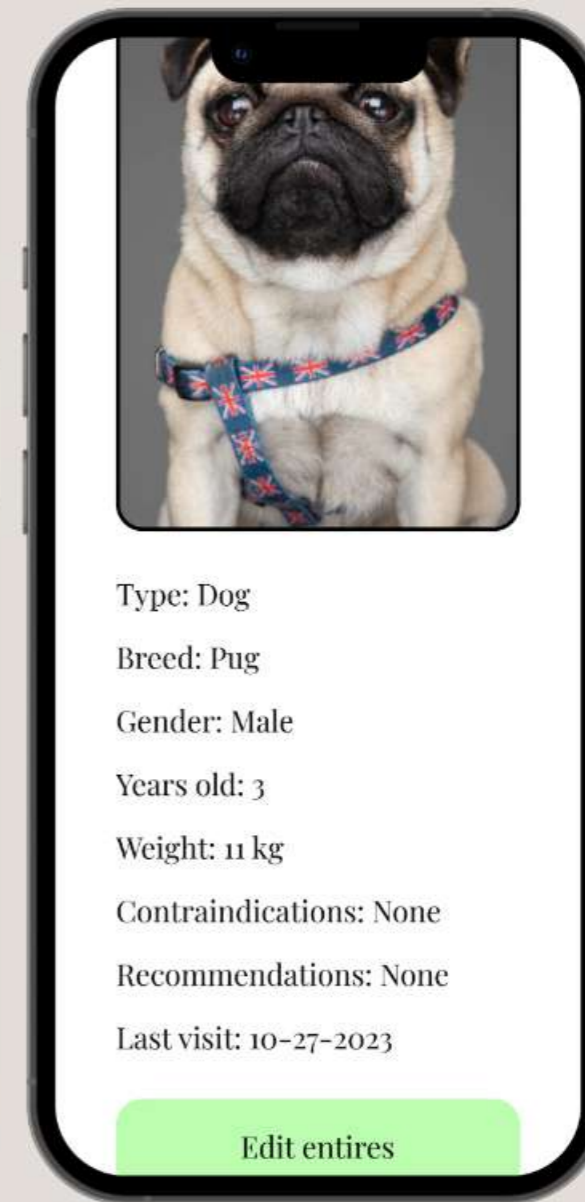 Type: Dog
Breed: Pug
Gender: Male
Years old: 3
Weight: 11 kg
Contraindications: None
Recommendations: None
Last visit: 10-27-2023
Edit entires